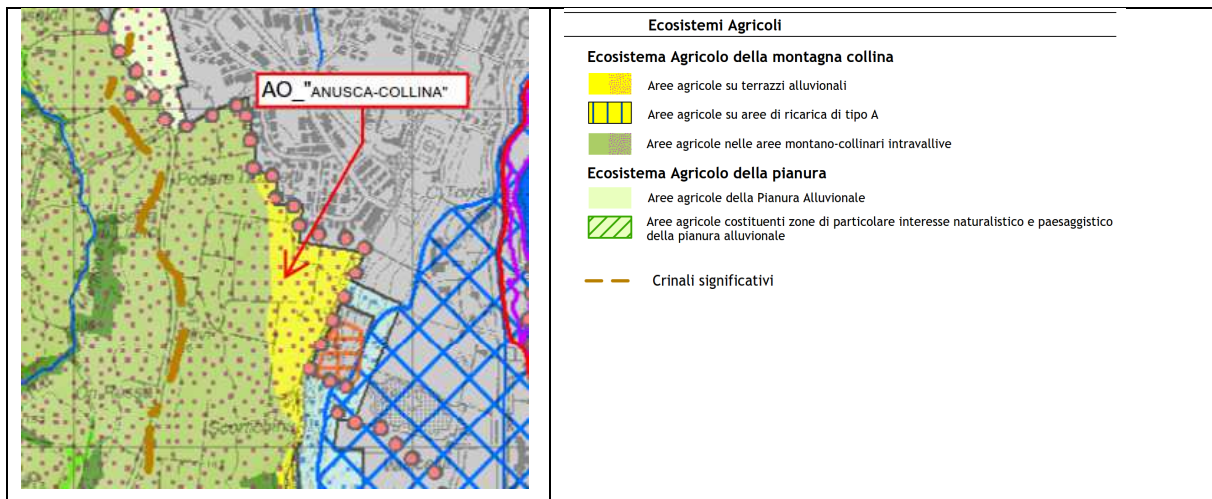 AO_"ANUSCA-COLLINA"
Podere
C. Torre
Ecosistemi Agricoli
Ecosistema Agricolo della montagna collina
Aree agricole su terrazzi alluvionali
Aree agricole su aree di ricarica di tipo A
Aree agricole nelle aree montano-collinari intravallive
Ecosistema Agricolo della pianura
Aree agricole della Pianura Alluvionale
Aree agricole costituenti zone di particolare interesse naturalistico e paesaggistico
della pianura alluvionale
Crinali significativi